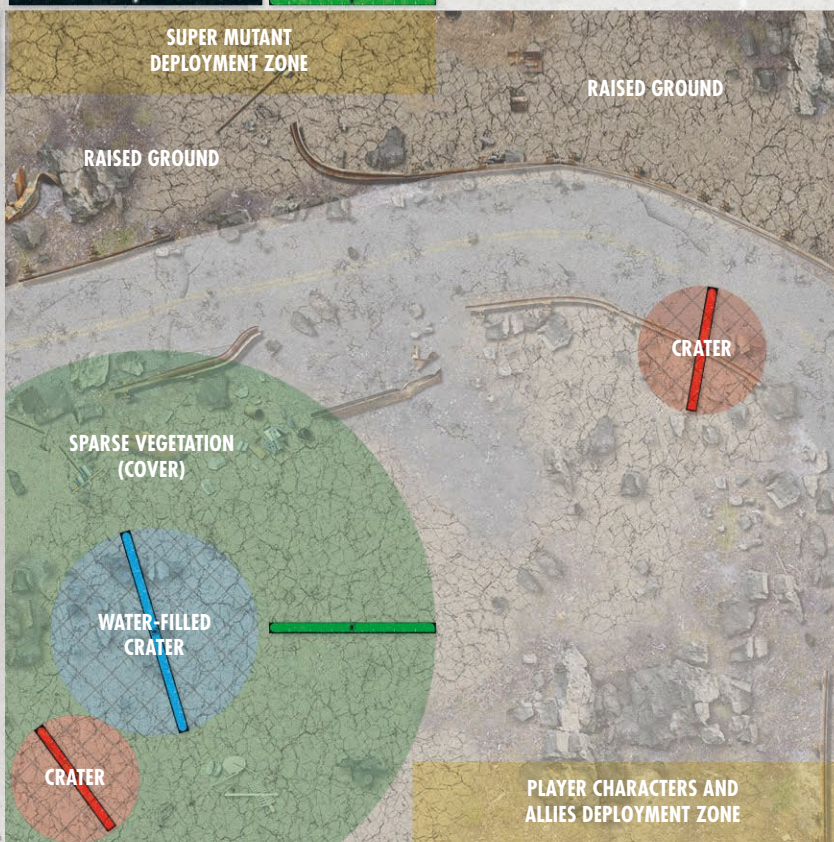 SUPER MUTANT
DEPLOYMENT ZONE
RAISED GROUND
RAISED GROUND
CRATER
SPARSE VEGETATION
(COVER)
WATER-FILLED
CRATER
CRATER
PLAYER CHARACTERS AND
ALLIES DEPLOYMENT ZONE